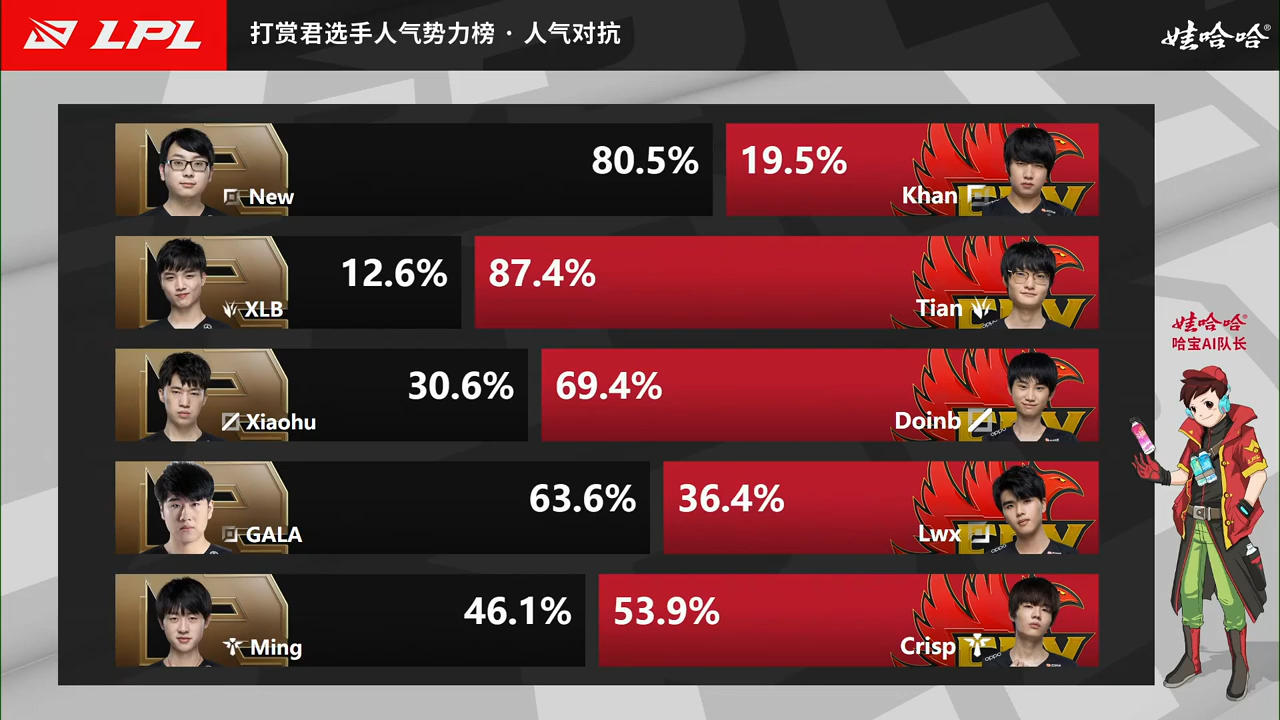 LPL
打赏君选手人气势力榜·人气对抗
娃哈哈®
80.5% 19.5%
New Khan
12.6% 87.4%
XLB Tian
娃哈哈®
哈宝AI队长
30.6% 69.4%
Xiaohu Doinb
63.6% 36.4%
GALA Lwx
46.1% 53.9%
Ming Crisp